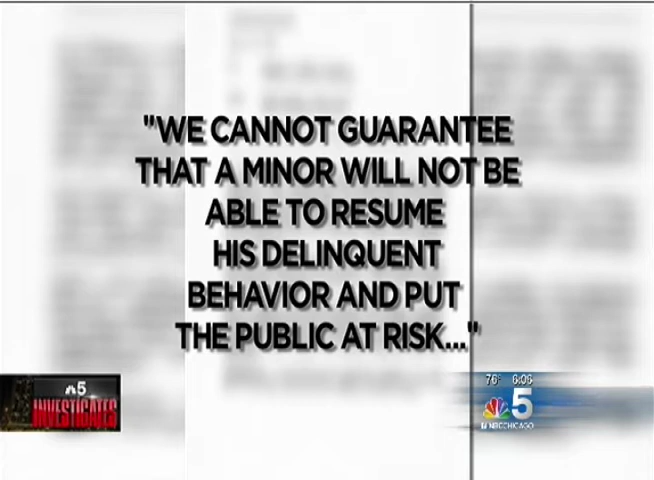 "WE CANNOT GUARANTEE
THAT A MINOR WILL NOT BE
ABLE TO RESUME
HIS DELINQUENT
BEHAVIOR AND PUT
THE PUBLIC AT RISK..."
5
INVESTIGATES
76° 6:06
5
NBCCHICAGO